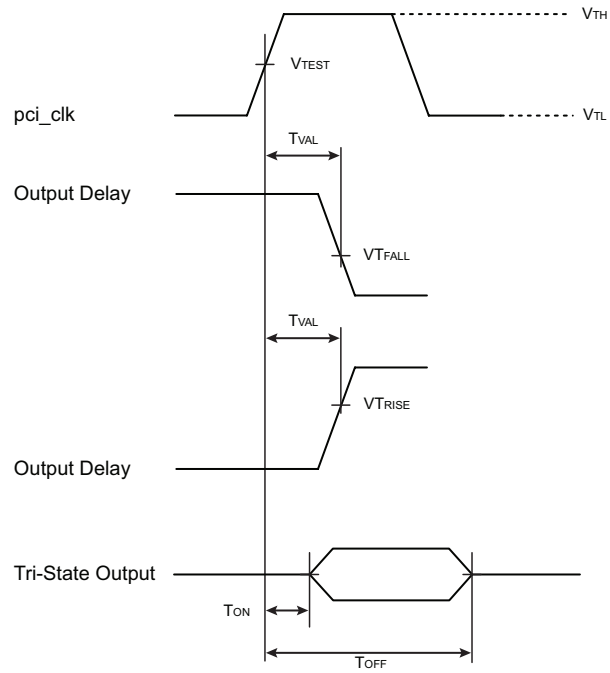 VTH
VTEST
pci_clk
VTL
TVAL
Output Delay
VTFALL
TVAL
VTRISE
Output Delay
Tri-State Output
TON
TOFF